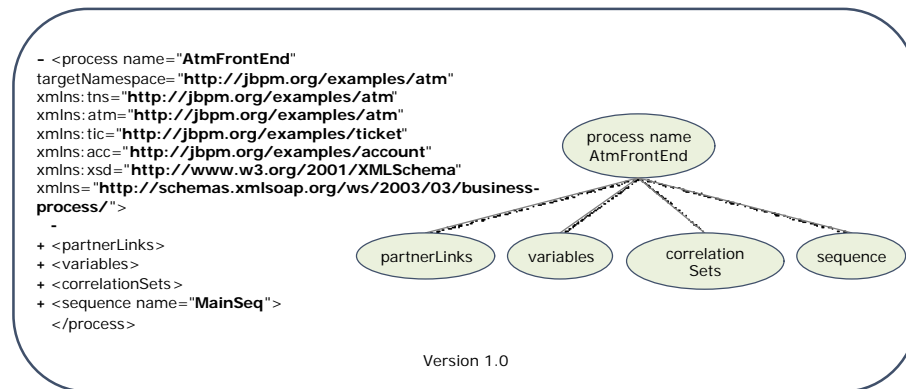 - <process name="AtmFrontEnd"
targetNamespace="http://jbpm.org/examples/atm"
xmlns:tns="http://jbpm.org/examples/atm"
xmlns:atm="http://jbpm.org/examples/atm"
xmlns:tic="http://jbpm.org/examples/ticket"
xmlns:acc="http://jbpm.org/examples/account"
xmlns:xsd="http://www.w3.org/2001/XMLSchema"
xmlns="http://schemas.xmlsoap.org/ws/2003/03/business-
process/">
-
+ <partnerLinks>
+ <variables>
+ <correlationSets>
+ <sequence name="MainSeq">
</process>
process name
AtmFrontEnd
partnerLinks
variables
correlation
Sets
sequence
Version 1.0